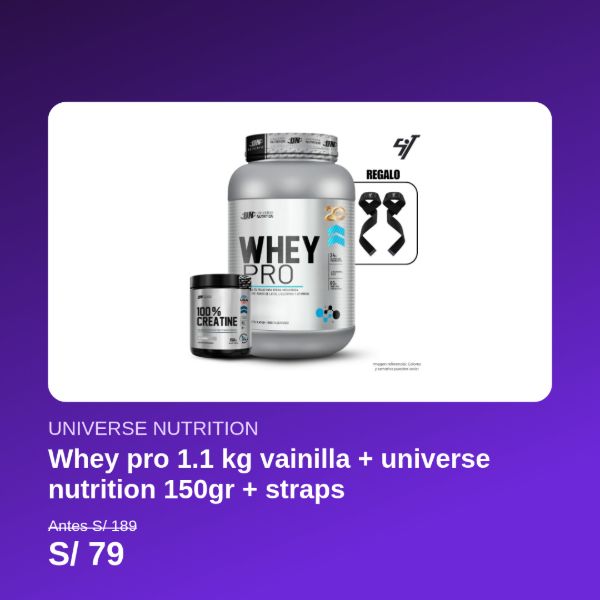 REGALO
WHEY
PRO
100%
CREATINE
UNIVERSE NUTRITION
Whey pro 1.1 kg vainilla + universe
nutrition 150gr + straps
Antes S/ 189
S/ 79